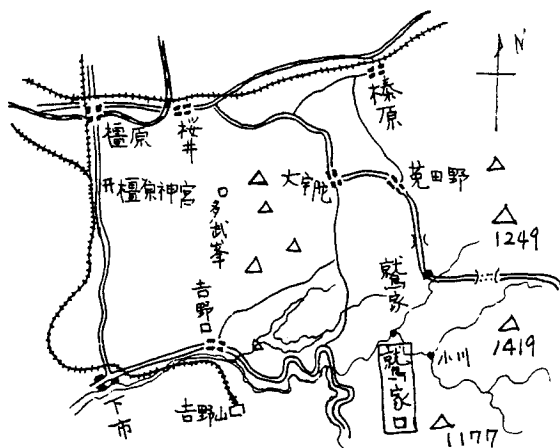 N
橿原
桜井
榛原
橿原神宮
多武峯
大宇陀
菟田野
1249
鷲家
吉野口
鷲家口
小川
1419
下市
吉野山
1177